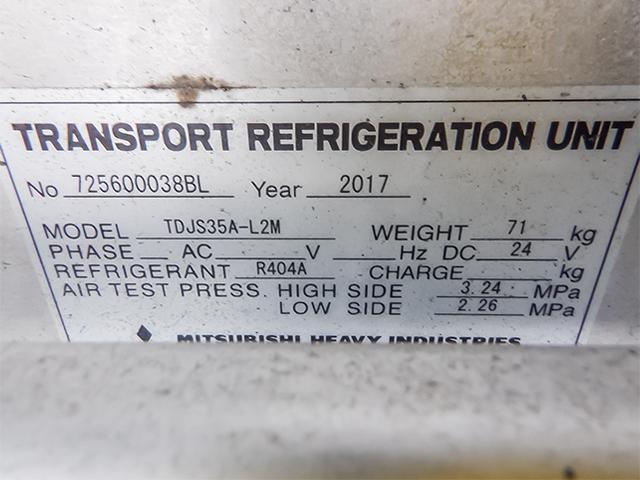 TRANSPORT REFRIGERATION UNIT
No 725600038BL Year 2017
MODEL TDJS35A-L2M WEIGHT 71 kg
PHASE AC V Hz DC 24 V
REFRIGERANT R404A CHARGE kg
AIR TEST PRESS. HIGH SIDE 3.24 MPa
LOW SIDE 2.26 MPa
MITSUBISHI HEAVY INDUSTRIES